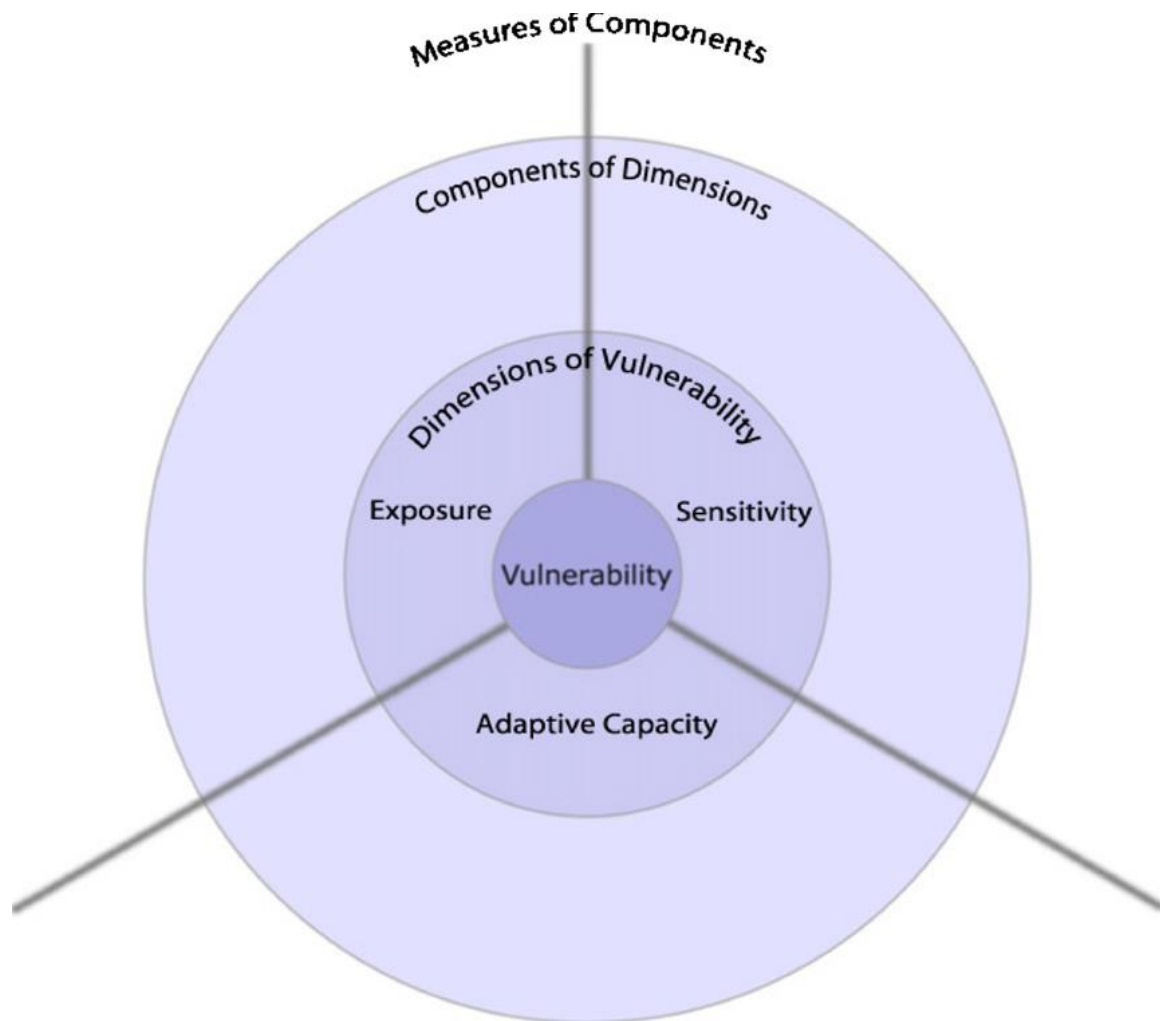 Measures of Components
Components of Dimensions
Dimensions of Vulnerability
Exposure
Sensitivity
Vulnerability
Adaptive Capacity